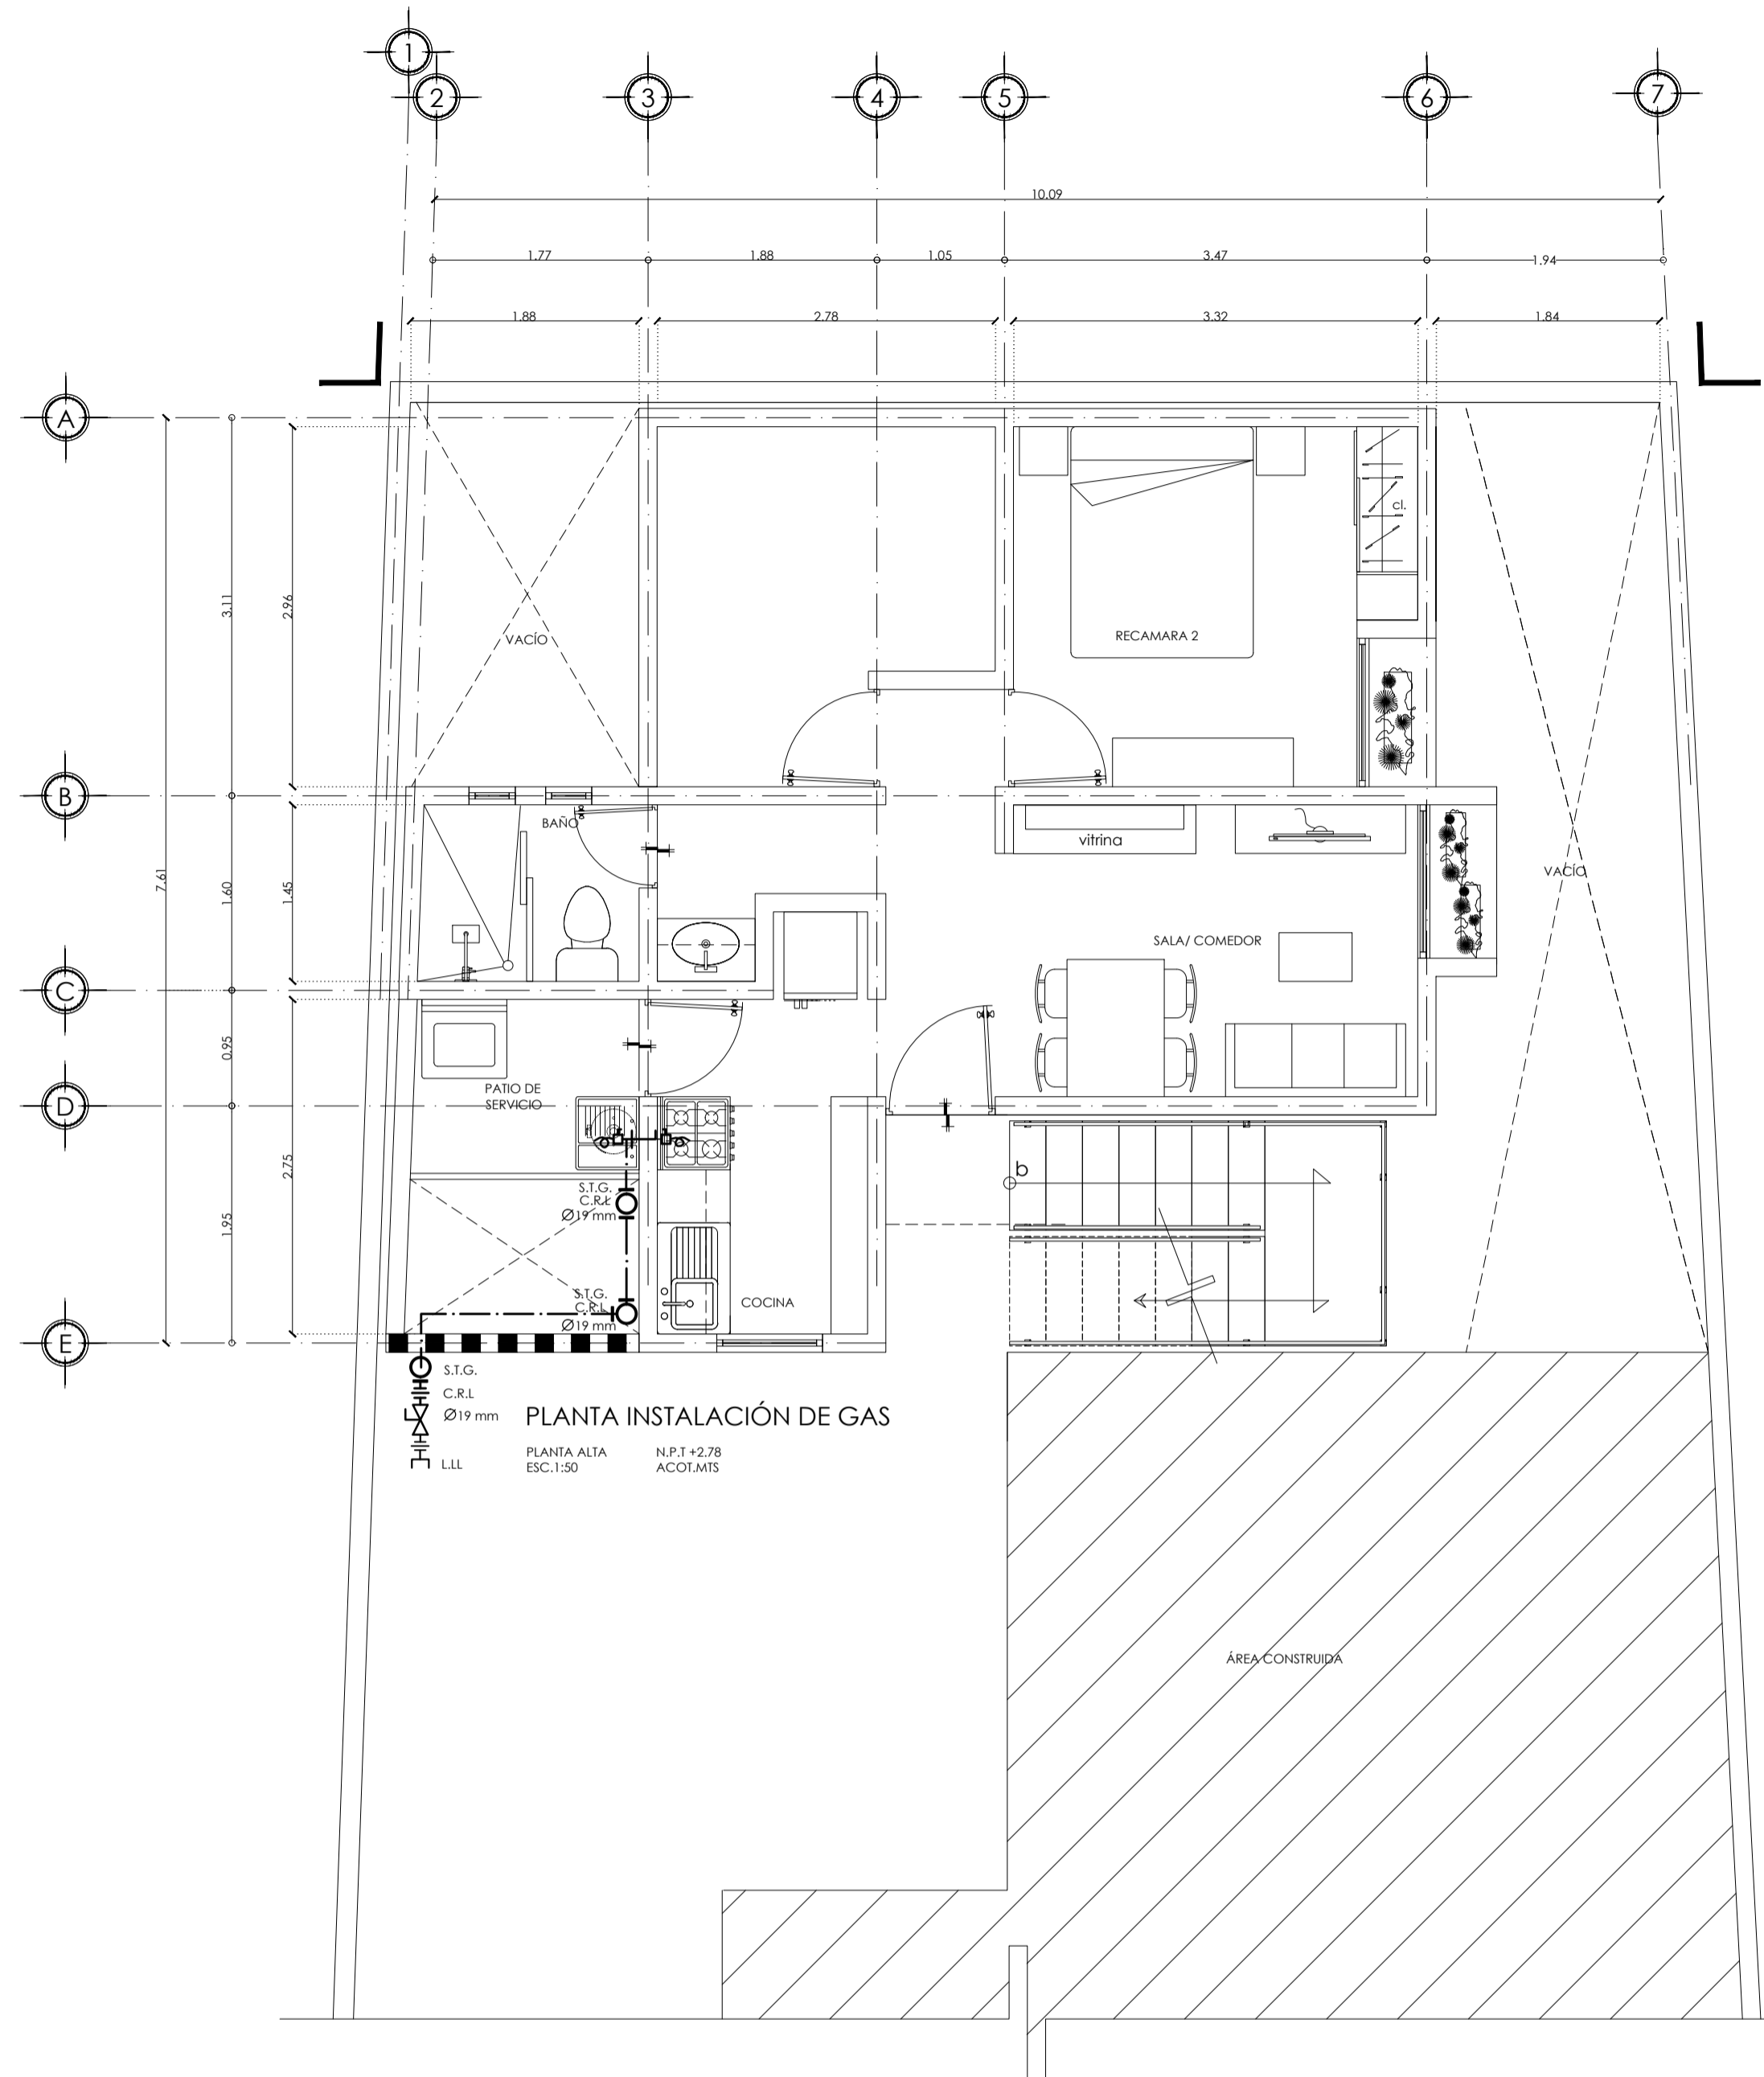 1
2
3
4
5
6
7
10.09
1.77
1.88
1.05
3.47
1.94
1.88
2.78
3.32
1.84
A
B
C
D
E
7.61
3.11
1.60
0.95
1.95
2.96
1.45
2.75
cl.
VACÍO
RECAMARA 2
BAÑO
vitrina
VACÍO
SALA/ COMEDOR
PATIO DE
SERVICIO
b
S.T.G.
C.R.L
Ø19 mm
COCINA
S.T.G.
C.R.L
Ø19 mm
S.T.G.
C.R.L
Ø19 mm
L.LL
PLANTA INSTALACIÓN DE GAS
PLANTA ALTA N.P.T +2.78
ESC.1:50 ACOT.MTS
ÁREA CONSTRUIDA